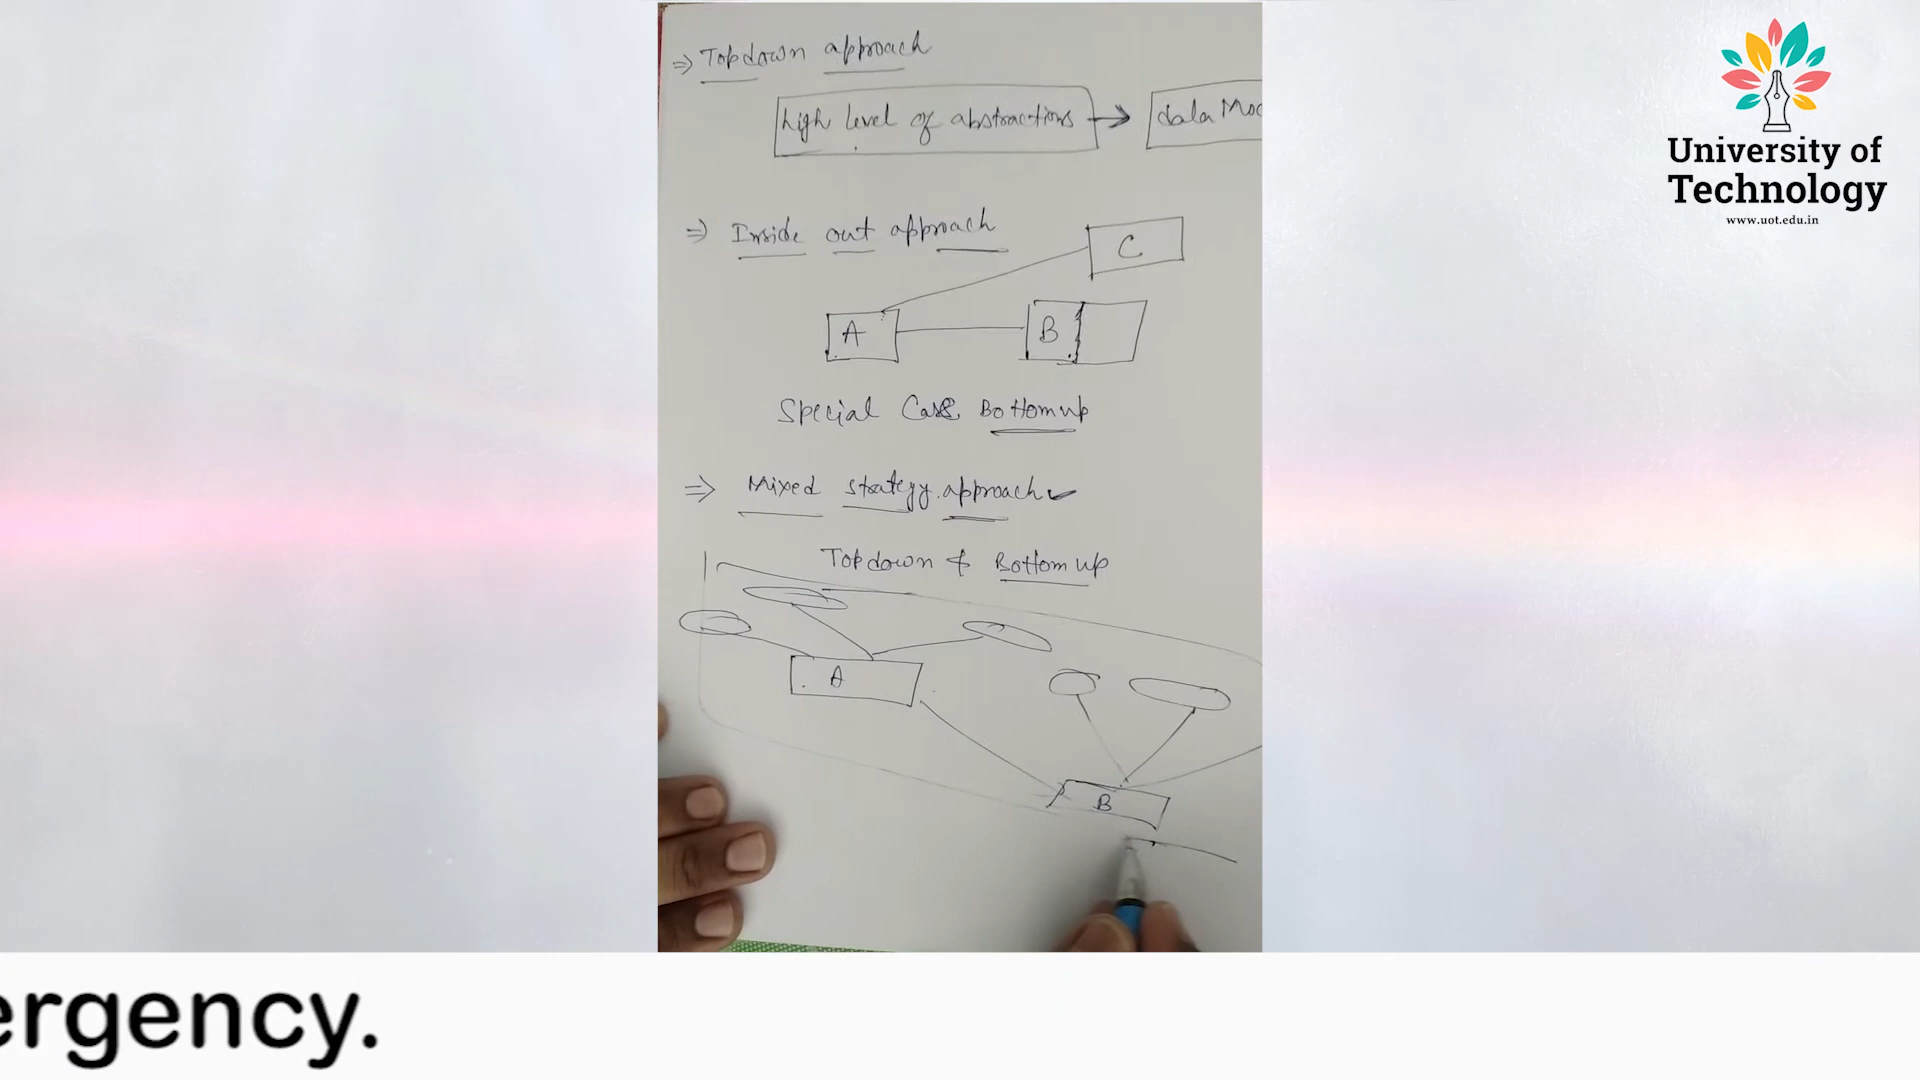 ⇒ Topdown approach
high level of abstractions → data Mod
⇒ Inside out approach
C
A
B
Special Case Bottom up
⇒ Mixed strategy approach
Topdown & Bottom up
A
B
University of
Technology
www.uot.edu.in
ergency.